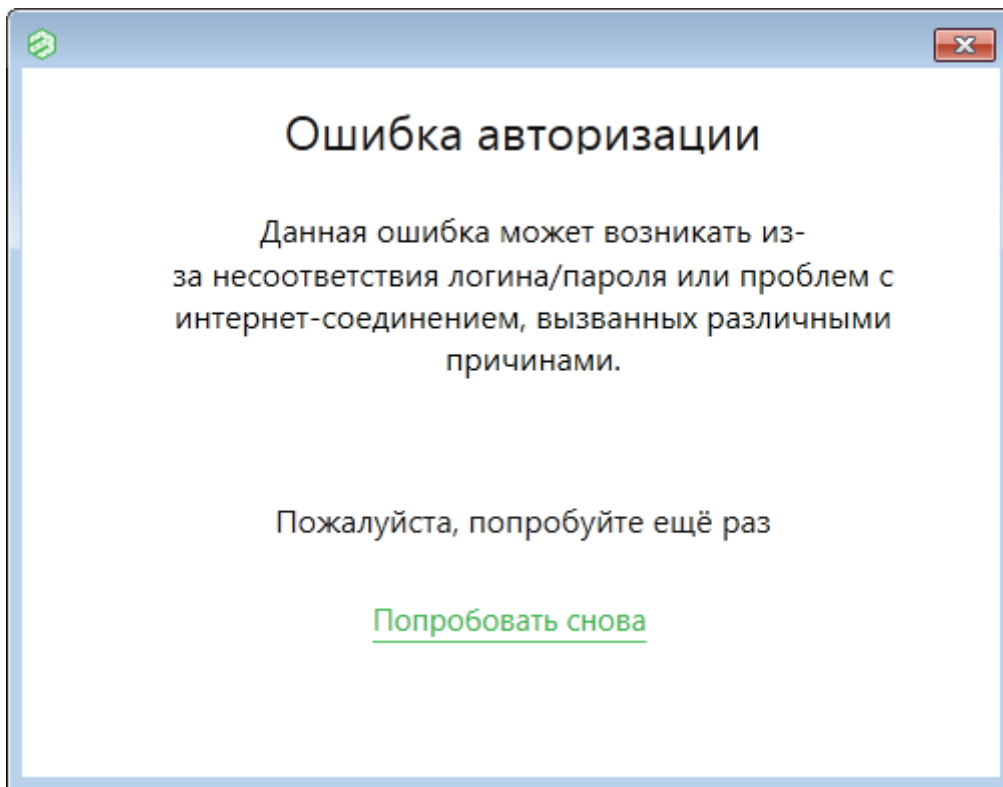 Ошибка авторизации
Данная ошибка может возникать из-
за несоответствия логина/пароля или проблем с
интернет-соединением, вызванных различными
причинами.
Пожалуйста, попробуйте ещё раз
Попробовать снова